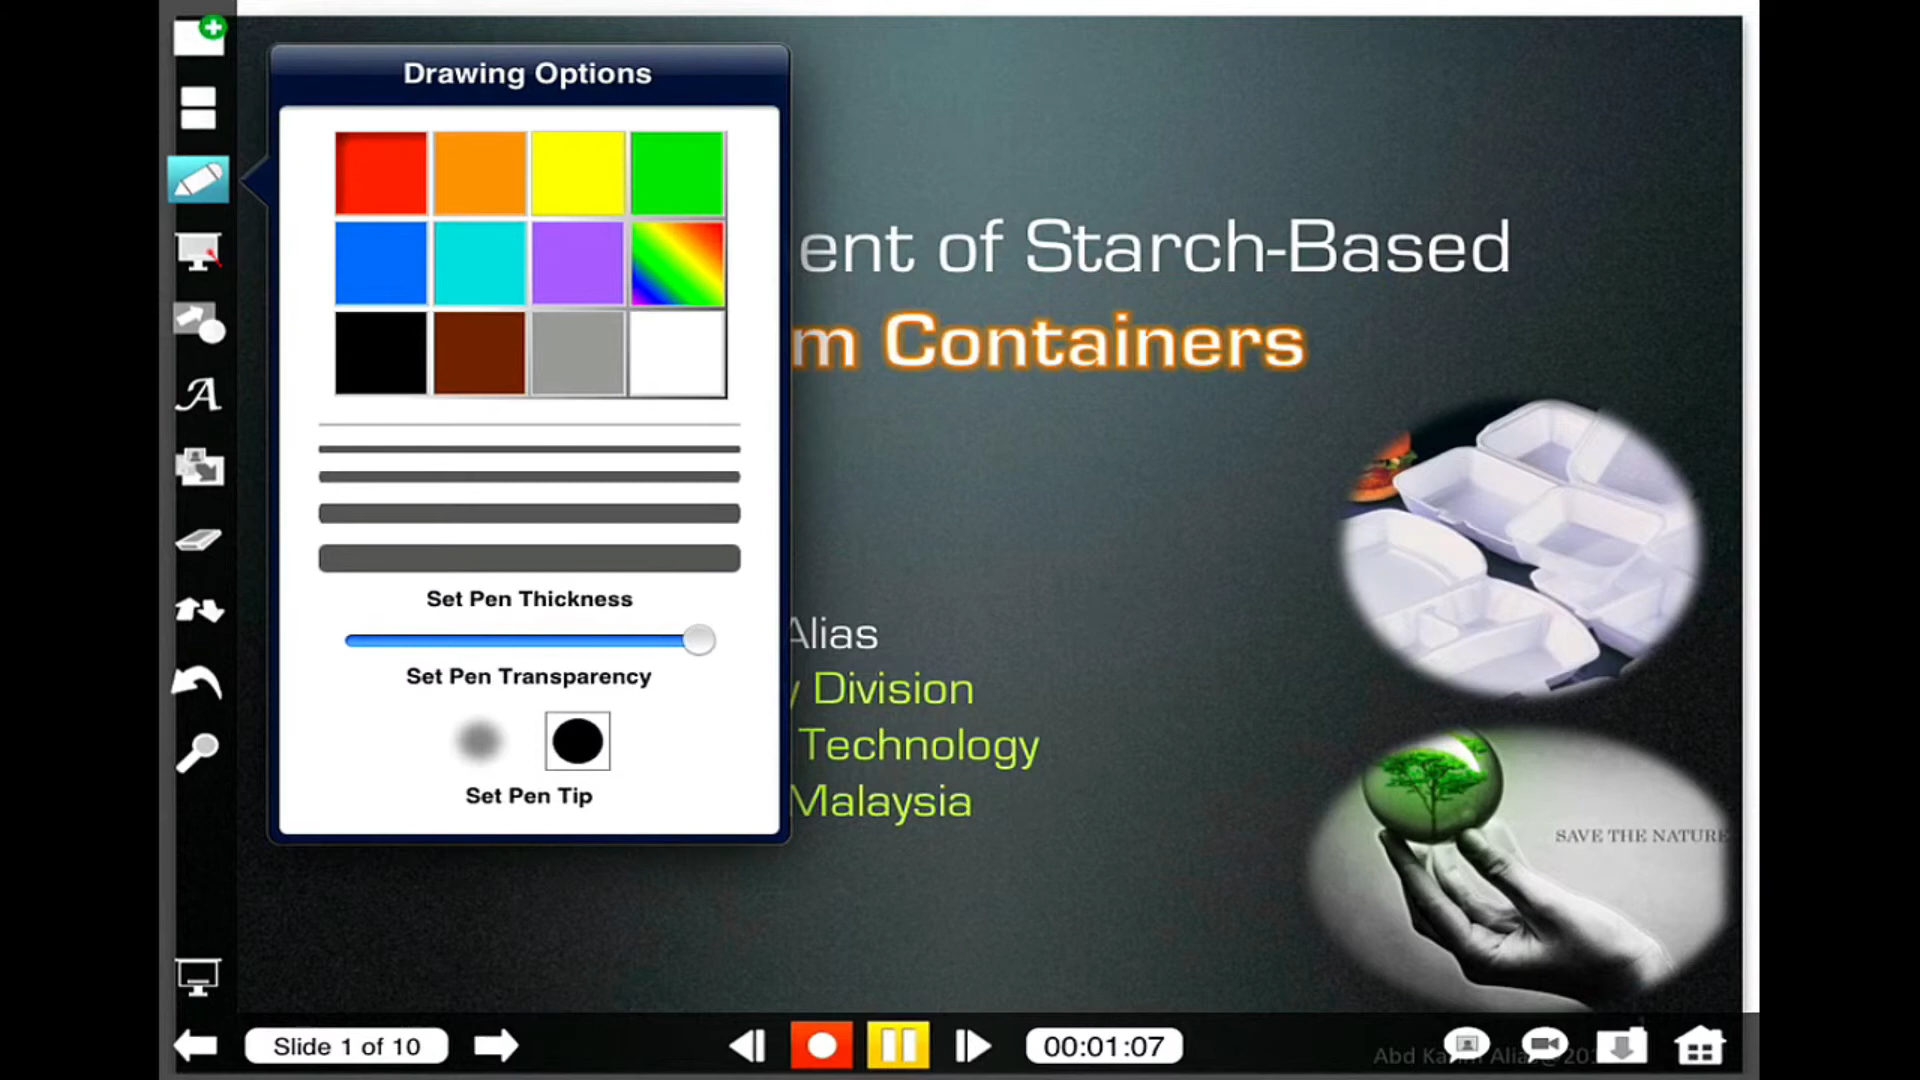 Drawing Options
ent of Starch-Based
m Containers
Set Pen Thickness
Alias
Set Pen Transparency
y Division
Technology
Set Pen Tip
Malaysia
SAVE THE NATURE
Slide 1 of 10
00:01:07
Abd